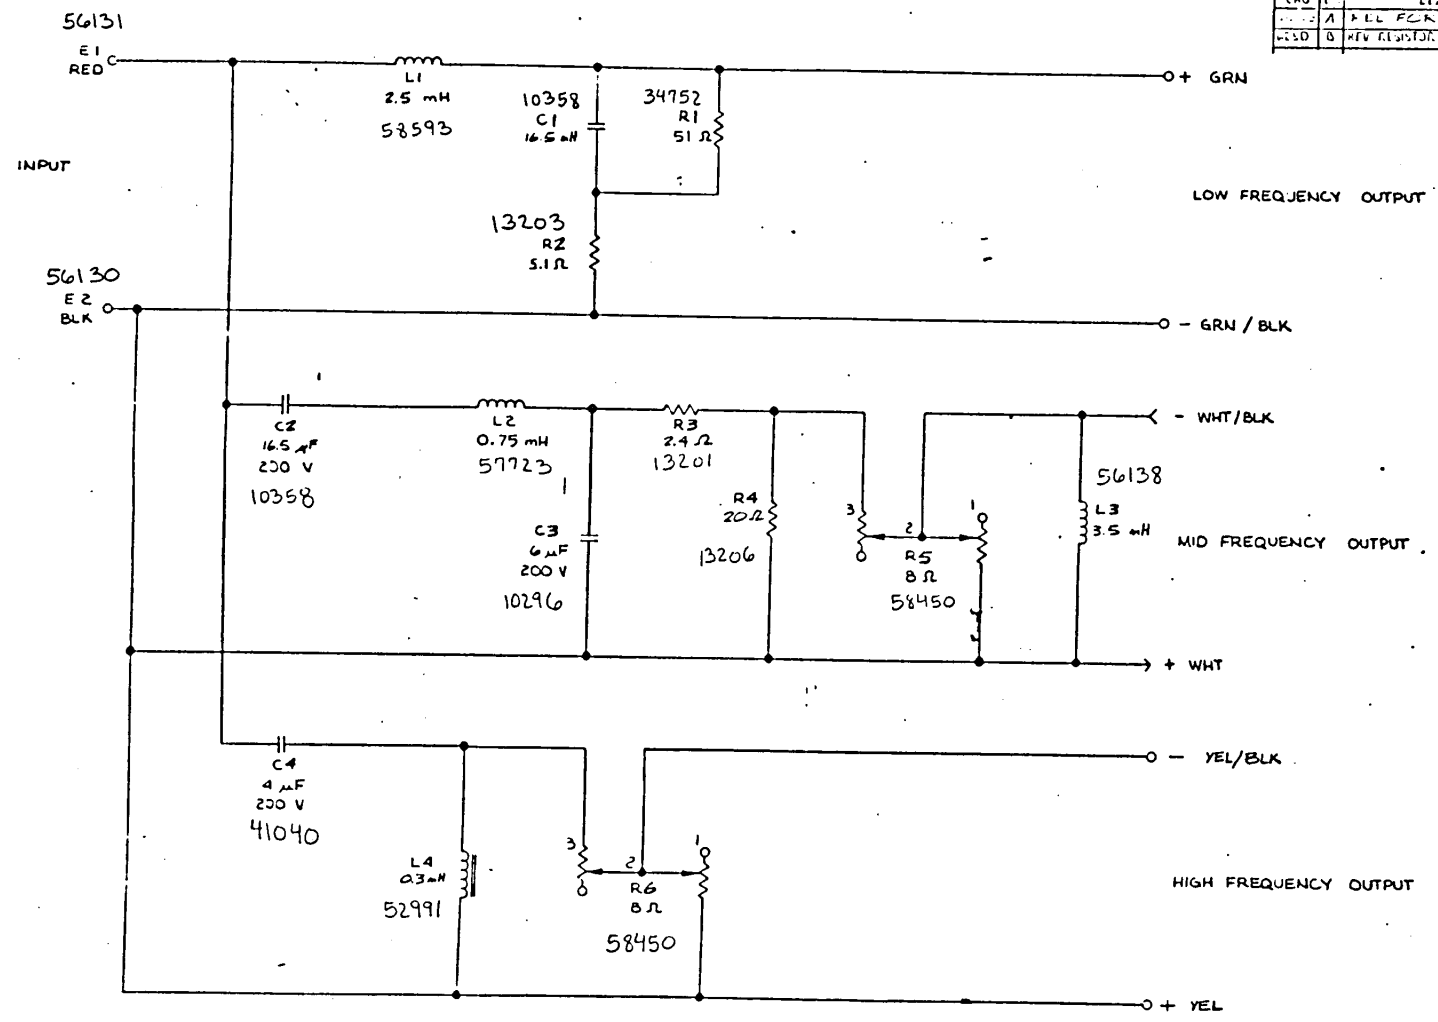 56131
E1
RED
L1
2.5 mH
58593
10358
C1
16.5 mH
34752
R1
51 Ω
+ GRN
INPUT
LOW FREQUENCY OUTPUT
13203
R2
5.1 Ω
56130
E2
BLK
- GRN / BLK
C2
16.5 µF
200 V
10358
L2
0.75 mH
57723
R3
2.4 Ω
13201
- WHT/BLK
56138
L3
3.5 mH
C3
6 µF
200 V
10296
R4
20 Ω
13206
3
2
1
R5
8 Ω
58450
MID FREQUENCY OUTPUT
+ WHT
C4
4 µF
200 V
41040
- YEL/BLK
L4
0.3 mH
52991
3
2
1
R6
8 Ω
58450
HIGH FREQUENCY OUTPUT
+ YEL